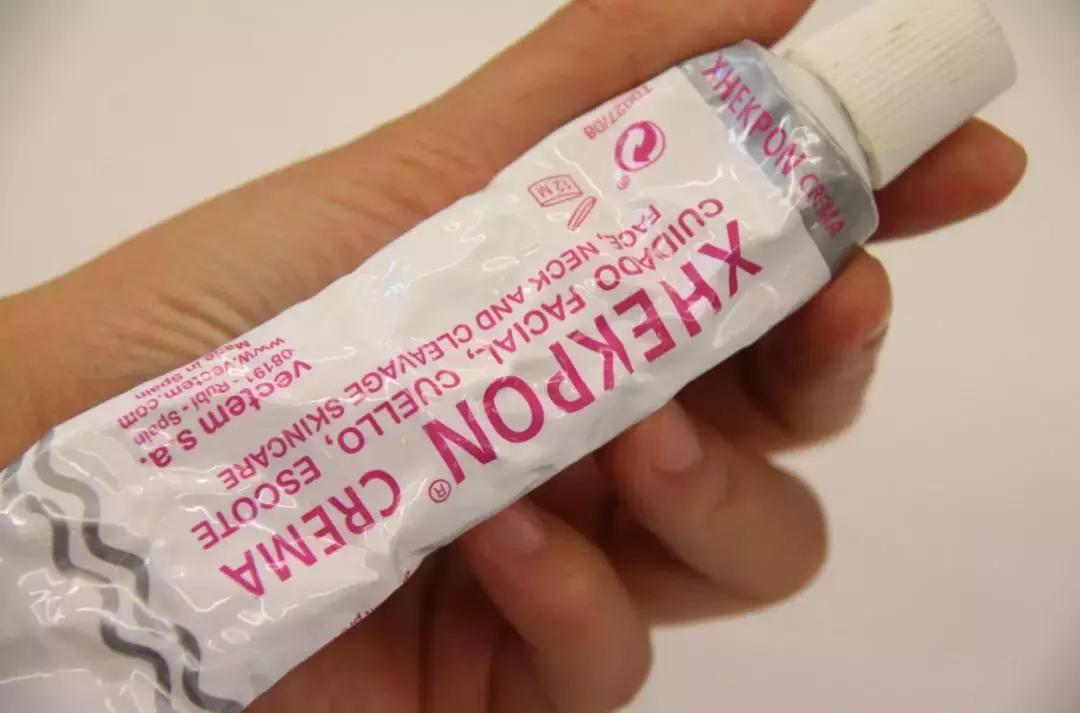 XHEKPON® CREMA
CUIDADO FACIAL, CUELLO, ESCOTE
FACE, NECK AND CLEAVAGE SKINCARE
12 M
vectem s.a.
08191 - Rubí - Spain
www.vectem.com
Made in Spain
XHEKPON CREMA